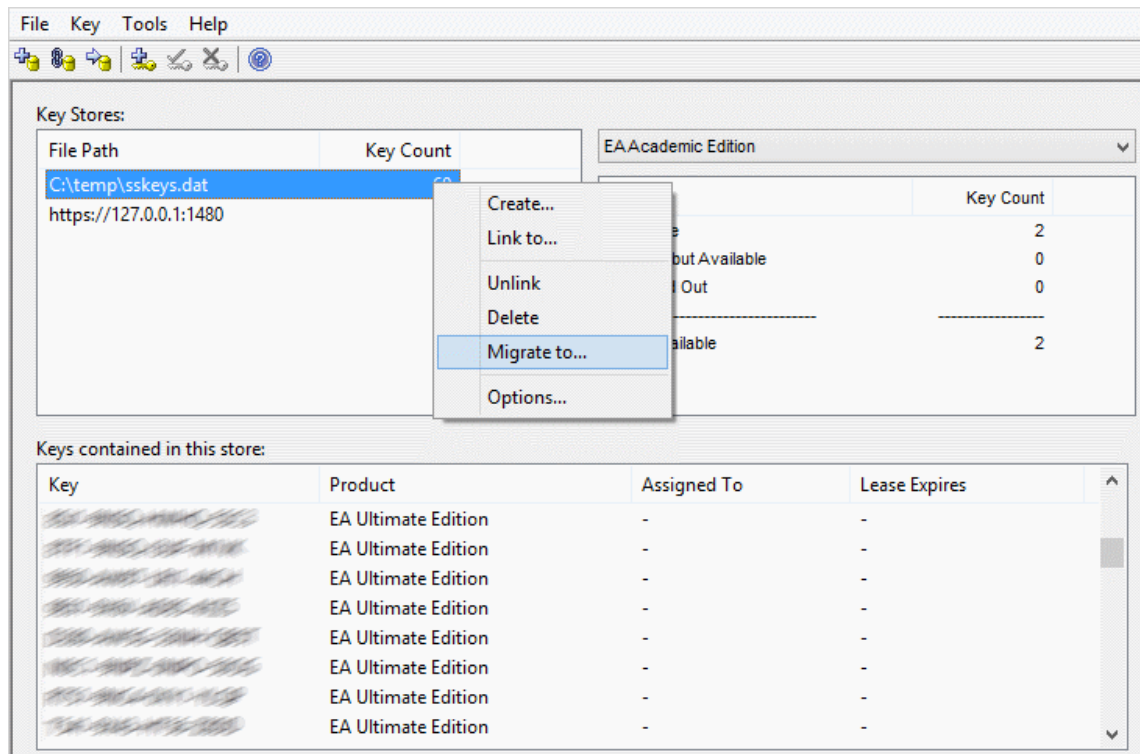 File Key Tools Help
Key Stores:
File Path Key Count
EA Academic Edition
C:\temp\sskeys.dat
https://127.0.0.1:1480
Create...
Link to...
Unlink
Delete
Migrate to...
Options...
Key Count
2
but Available 0
Out 0
----------------------- -----------------
2
Keys contained in this store:
Key Product Assigned To Lease Expires
EA Ultimate Edition - -
EA Ultimate Edition - -
EA Ultimate Edition - -
EA Ultimate Edition - -
EA Ultimate Edition - -
EA Ultimate Edition - -
EA Ultimate Edition - -
EA Ultimate Edition - -